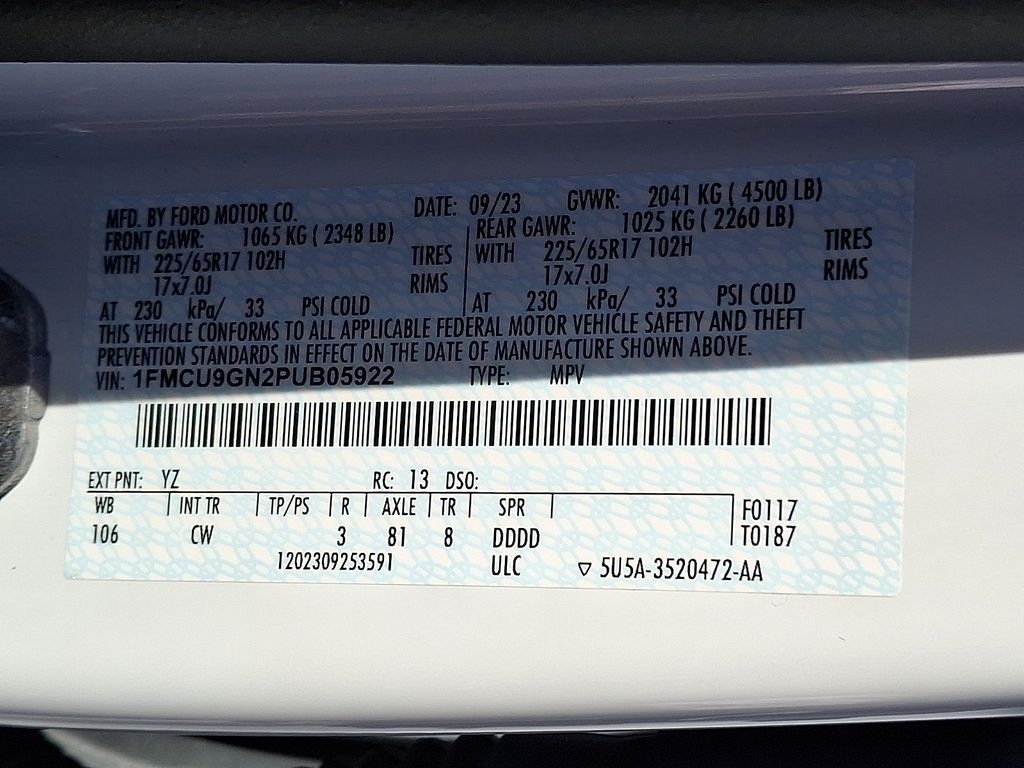 MFD. BY FORD MOTOR CO. DATE: 09/23 GVWR: 2041 KG ( 4500 LB)
FRONT GAWR: 1065 KG ( 2348 LB) REAR GAWR: 1025 KG ( 2260 LB)
WITH 225/65R17 102H TIRES WITH 225/65R17 102H TIRES
17x7.0J RIMS 17x7.0J RIMS
AT 230 kPa/ 33 PSI COLD AT 230 kPa/ 33 PSI COLD
THIS VEHICLE CONFORMS TO ALL APPLICABLE FEDERAL MOTOR VEHICLE SAFETY AND THEFT
PREVENTION STANDARDS IN EFFECT ON THE DATE OF MANUFACTURE SHOWN ABOVE.
VIN: 1FMCU9GN2PUB05922 TYPE: MPV
EXT PNT: YZ RC: 13 DSO:
WB INT TR TP/PS R AXLE TR SPR F0117
106 CW 3 81 8 DDDD T0187
1202309253591 ULC ▽ 5U5A-3520472-AA